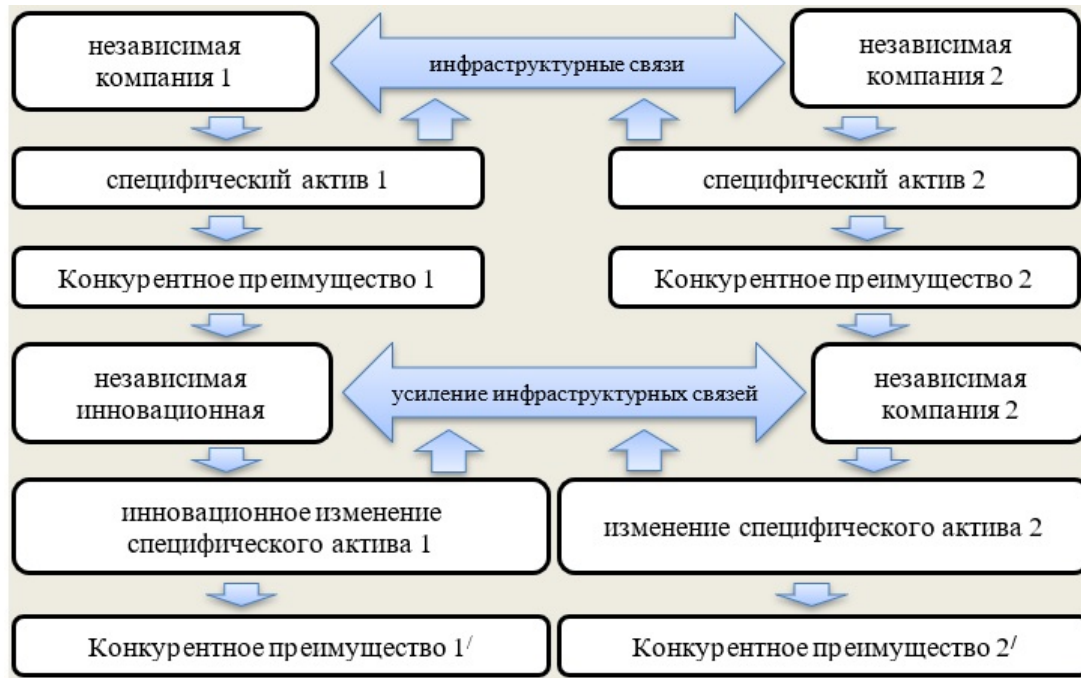 независимая
компания 1
инфраструктурные связи
независимая
компания 2
специфический актив 1
специфический актив 2
Конкурентное преимущество 1
Конкурентное преимущество 2
независимая
инновационная
усиление инфраструктурных связей
независимая
компания 2
инновационное изменение
специфического актива 1
изменение специфического актива 2
Конкурентное преимущество 1/
Конкурентное преимущество 2/